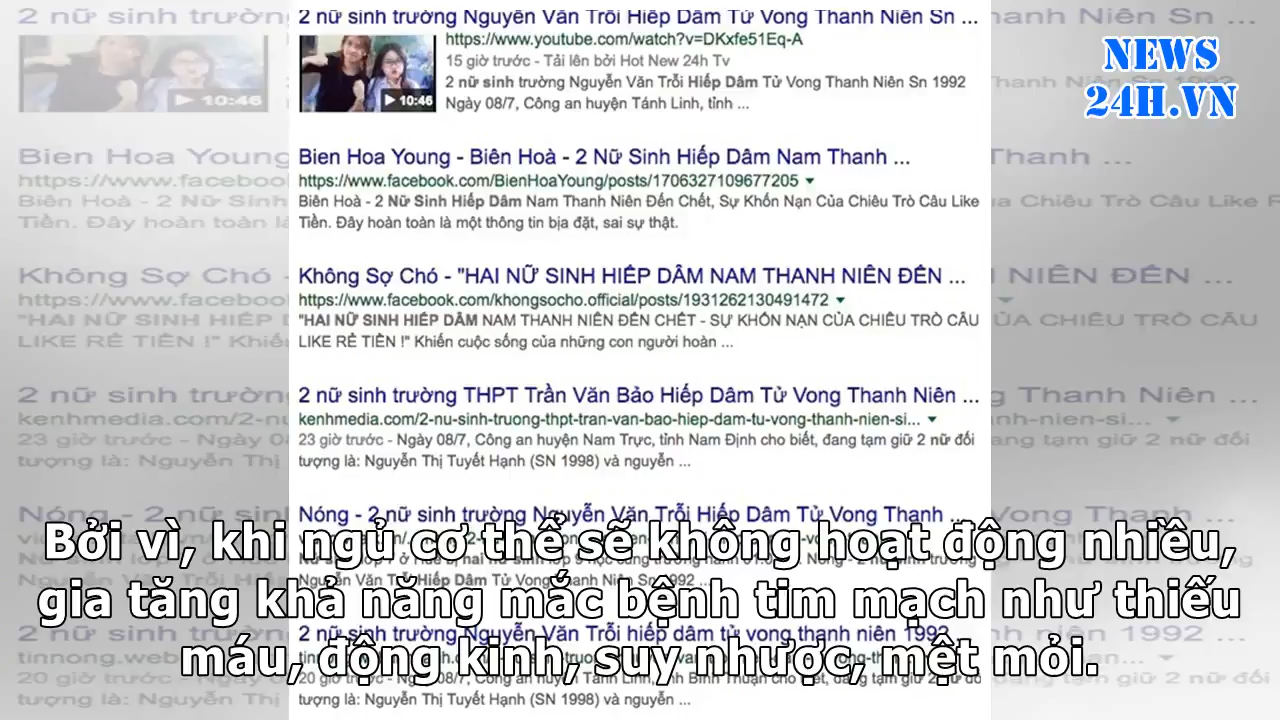 2 nữ sinh trường Nguyễn Văn Trỗi Hiếp Dâm Tử Vong Thanh Niên Sn ...
https://www.youtube.com/watch?v=DKxfe51Eq-A
15 giờ trước - Tải lên bởi Hot New 24h Tv
2 nữ sinh trường Nguyễn Văn Trỗi Hiếp Dâm Tử Vong Thanh Niên Sn 1992
Ngày 08/7, Công an huyện Tánh Linh, tỉnh ...
10:46
NEWS
24H.VN
Bien Hoa Young - Biên Hoà - 2 Nữ Sinh Hiếp Dâm Nam Thanh ...
https://www.facebook.com/BienHoaYoung/posts/1706327109677205
Biên Hoà - 2 Nữ Sinh Hiếp Dâm Nam Thanh Niên Đến Chết, Sự Khốn Nạn Của Chiêu Trò Câu Like
Tiền. Đây hoàn toàn là một thông tin bịa đặt, sai sự thật.
Không Sợ Chó - "HAI NỮ SINH HIẾP DÂM NAM THANH NIÊN ĐẾN ...
https://www.facebook.com/khongsocho.official/posts/1931262130491472
"HAI NỮ SINH HIẾP DÂM NAM THANH NIÊN ĐẾN CHẾT - SỰ KHỐN NẠN CỦA CHIÊU TRÒ CÂU
LIKE RẺ TIỀN !" Khiến cuộc sống của những con người hoàn ...
2 nữ sinh trường THPT Trần Văn Bảo Hiếp Dâm Tử Vong Thanh Niên ...
kenhmedia.com/2-nu-sinh-truong-thpt-tran-van-bao-hiep-dam-tu-vong-thanh-nien-si...
23 giờ trước - Ngày 08/7, Công an huyện Nam Trực, tỉnh Nam Định cho biết, đang tạm giữ 2 nữ đối
tượng là: Nguyễn Thị Tuyết Hạnh (SN 1998) và nguyễn ...
Nóng - 2 nữ sinh trường Nguyễn Văn Trỗi Hiếp Dâm Tử Vong Thanh ...
Nguyễn Văn Trỗi Hiếp Dâm Tử Vong Thanh Niên Sn 1992 ...
2 nữ sinh trường Nguyễn Văn Trỗi hiếp dâm tử vong thanh niên 1992
tượng là: Nguyễn Thị Tuyết Hạnh (SN 1998) và nguyễn ...
Bởi vì, khi ngủ cơ thể sẽ không hoạt động nhiều,
gia tăng khả năng mắc bệnh tim mạch như thiếu
máu, động kinh, suy nhược, mệt mỏi.